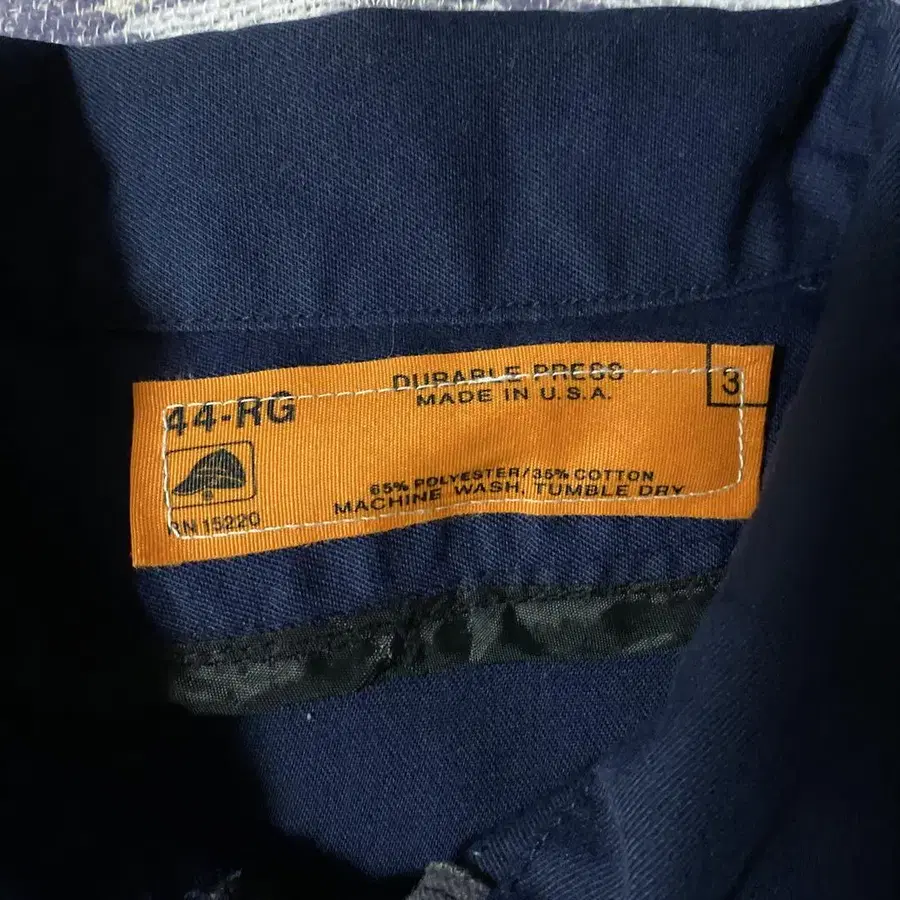 DURABLE PRESS
MADE IN U.S.A.
3
44-RG
65% POLYESTER/35% COTTON
MACHINE WASH, TUMBLE DRY
RN 15220